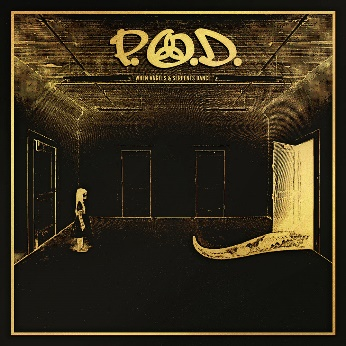 P.O.D.
WHEN ANGELS & SERPENTS DANCE